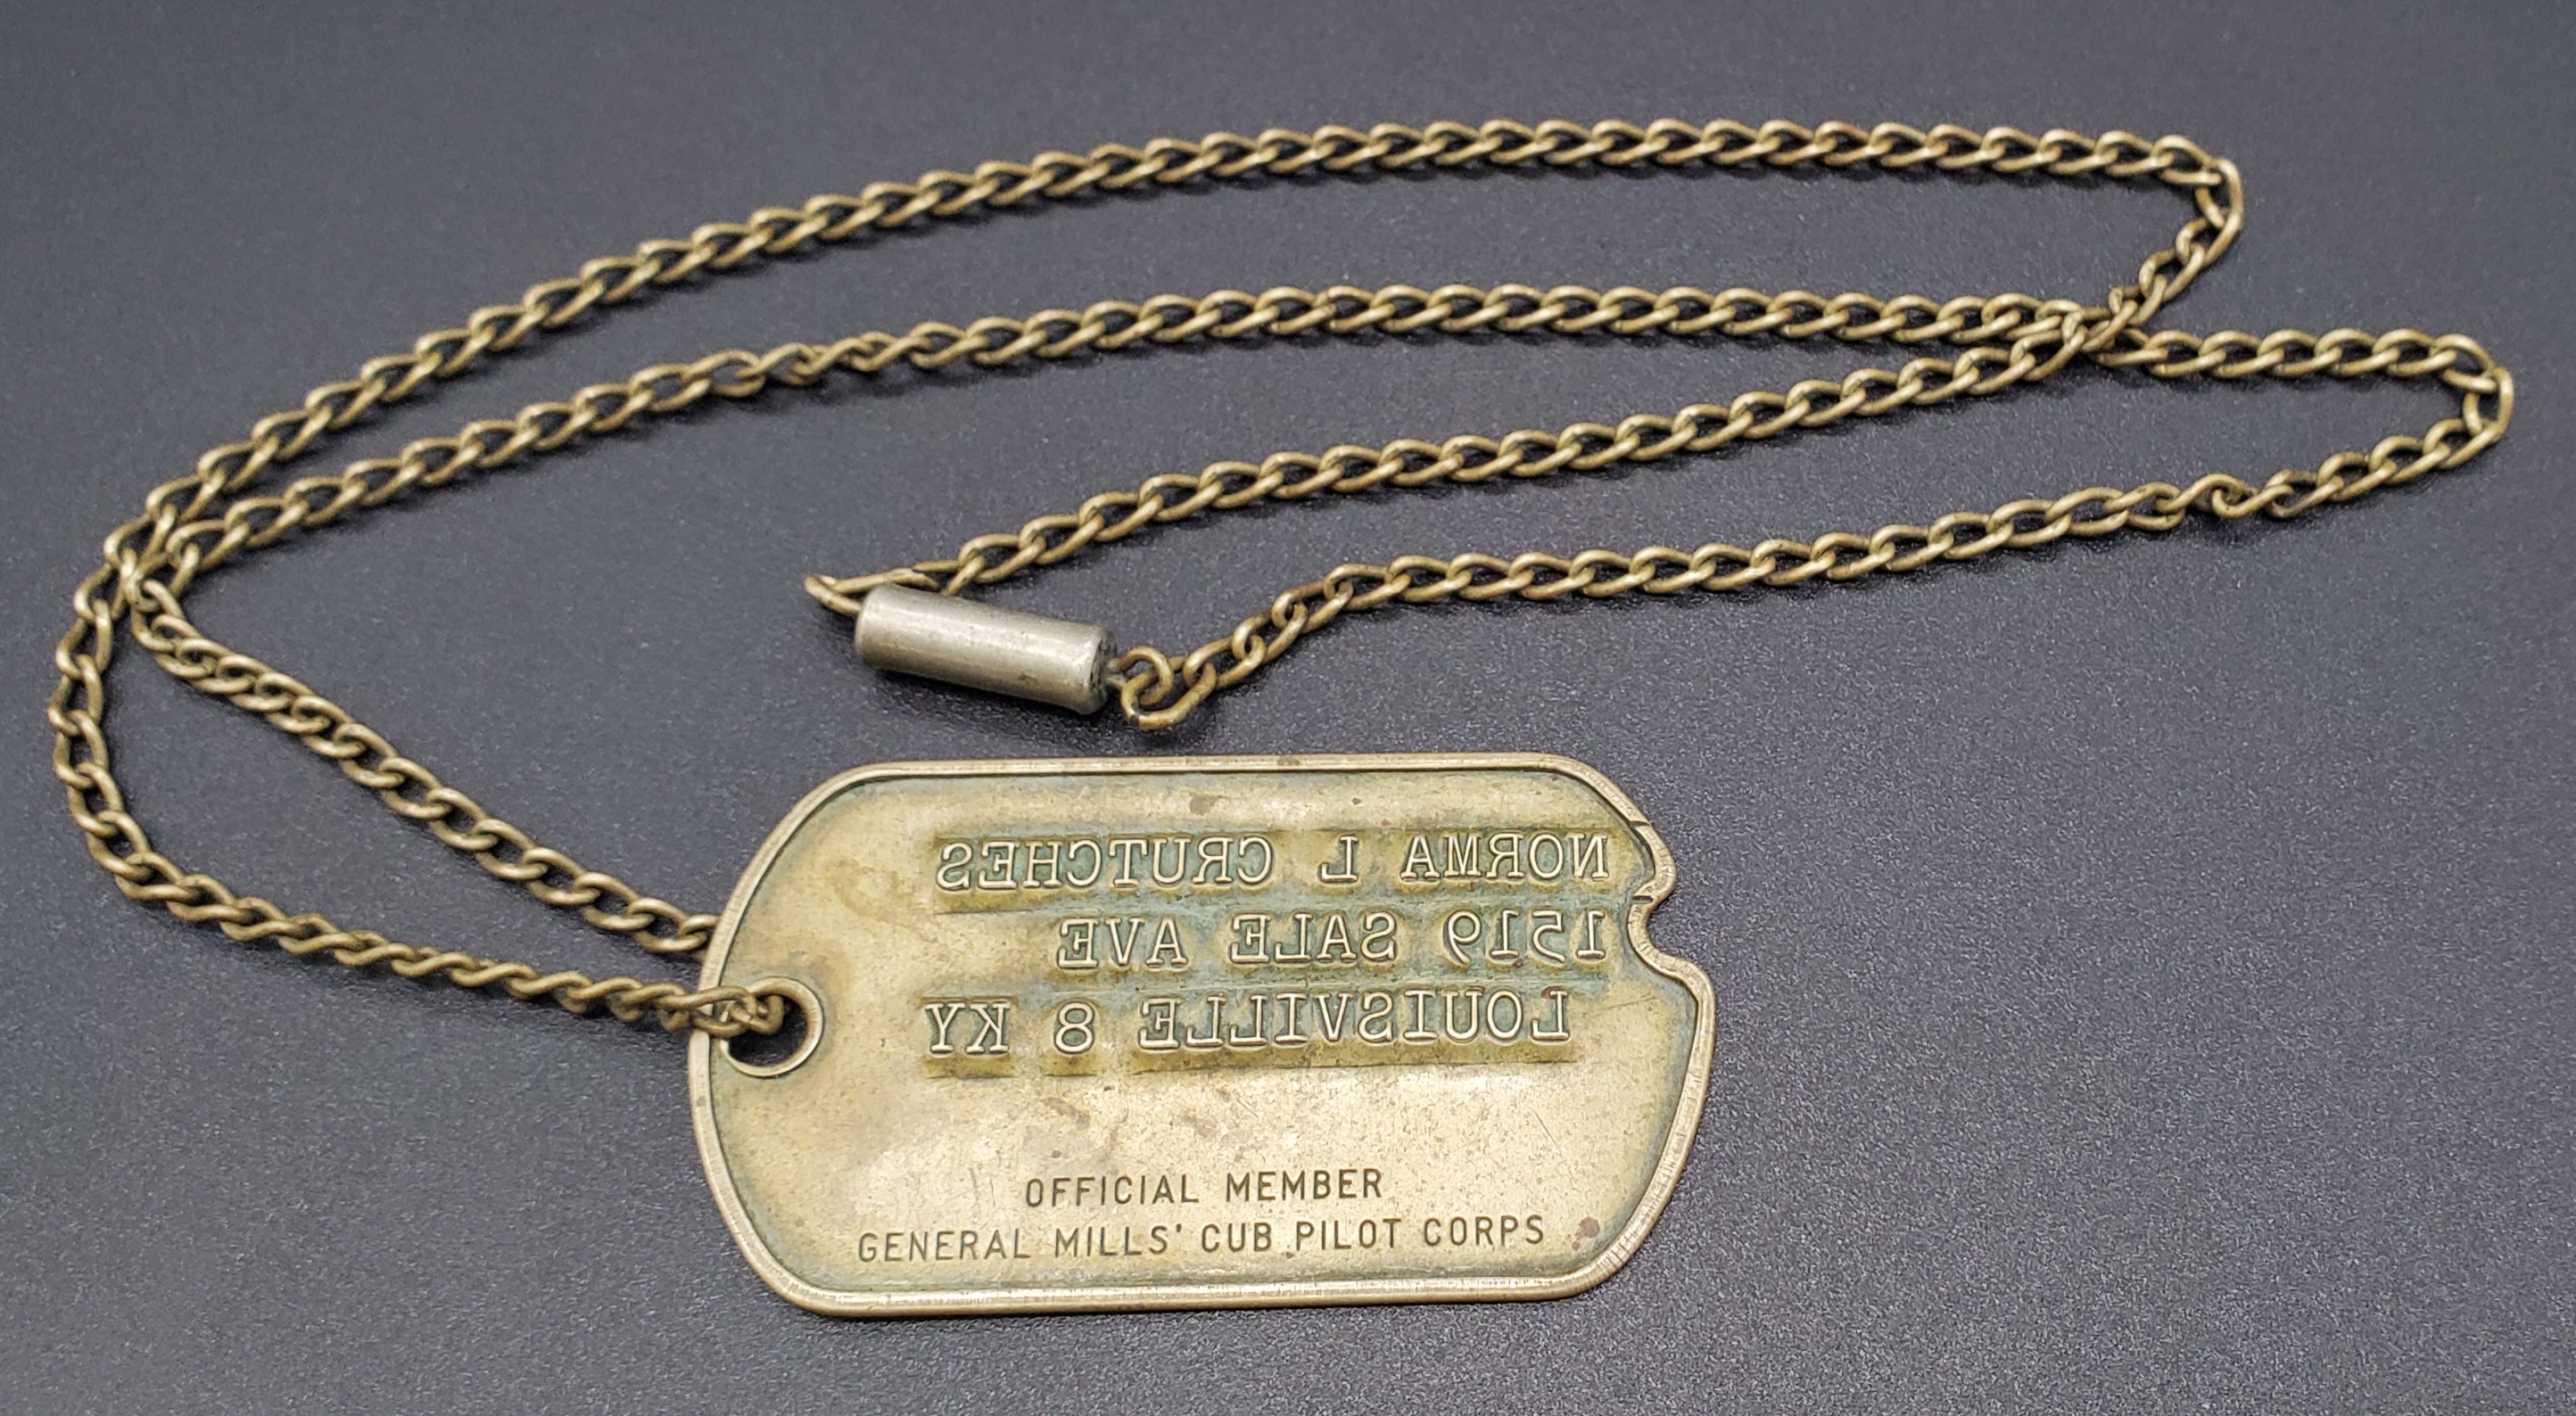 NORMA L CRUTCHES
1519 SALE AVE
LOUISVILLE 8 KY
OFFICIAL MEMBER
GENERAL MILLS' CUB PILOT CORPS